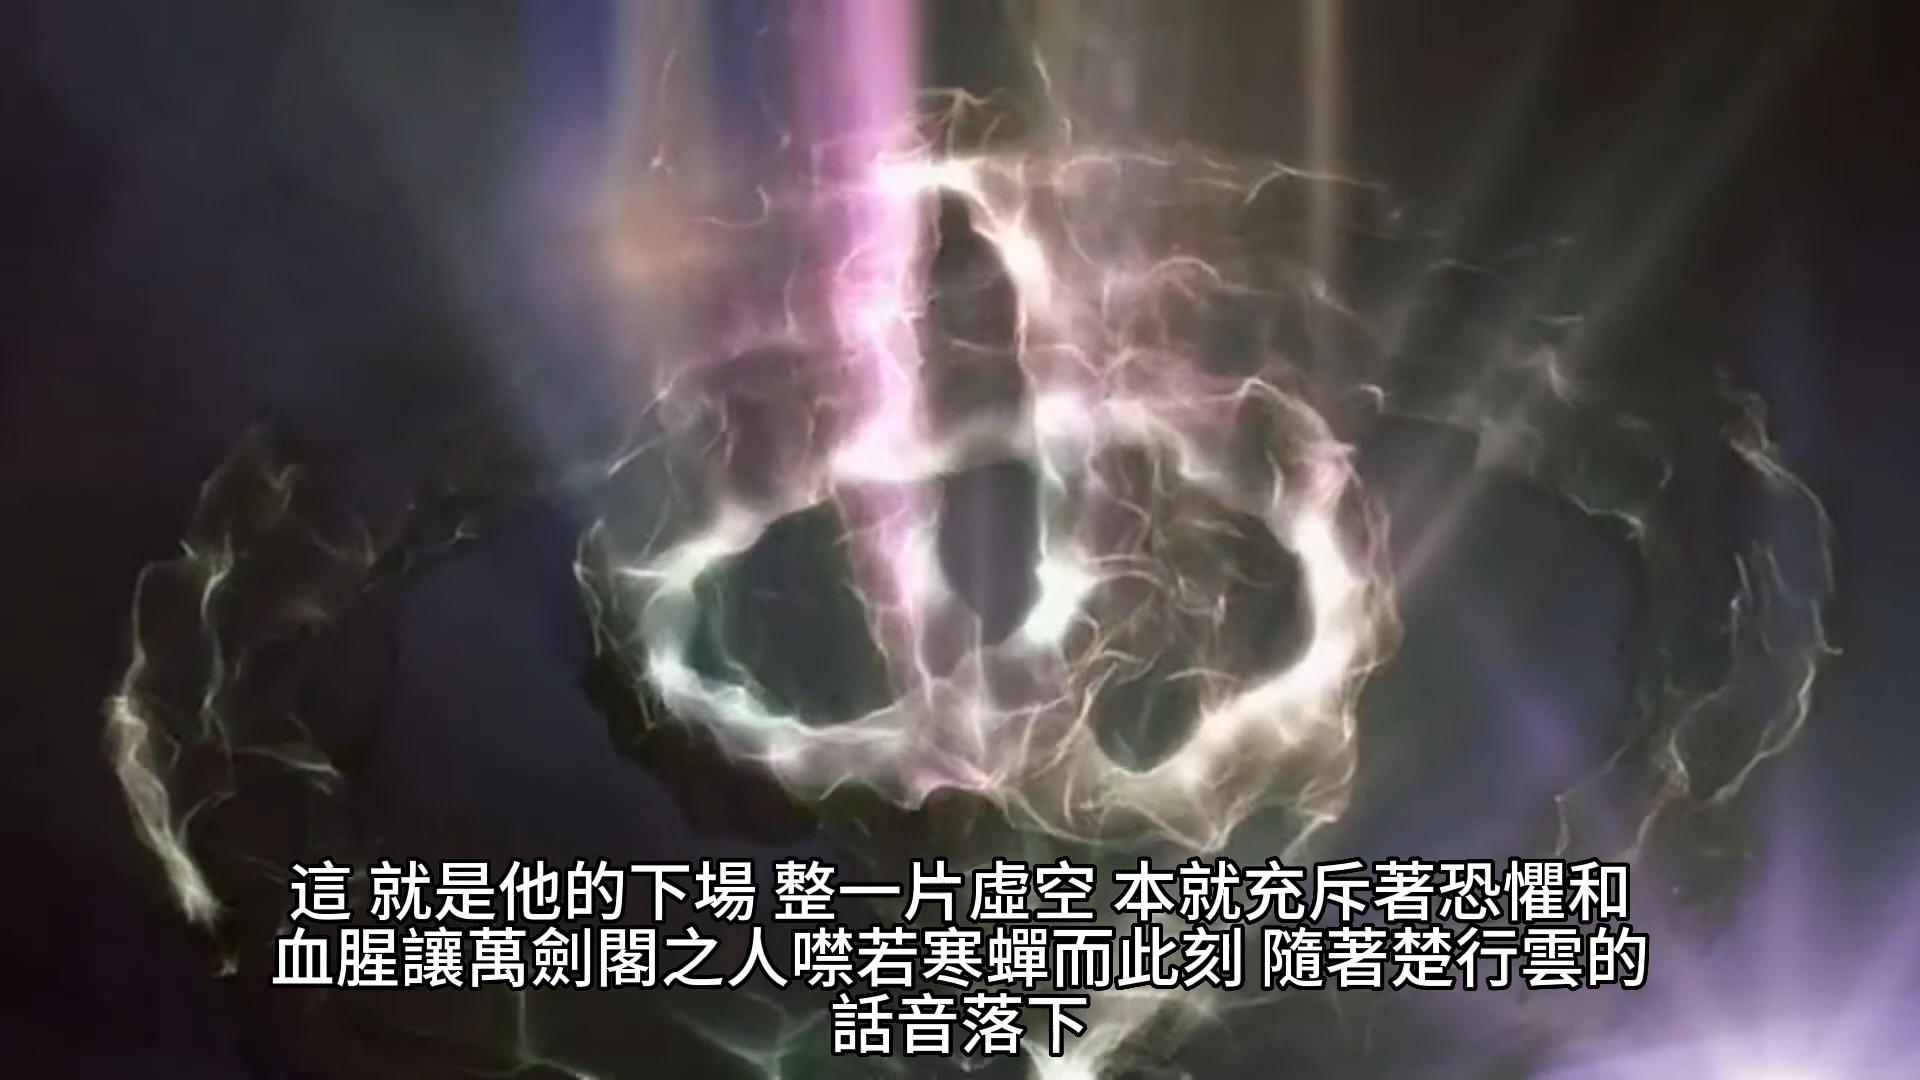 這 就是他的下場 整一片虛空 本就充斥著恐懼和
血腥讓萬劍閣之人噤若寒蟬而此刻 隨著楚行雲的
話音落下